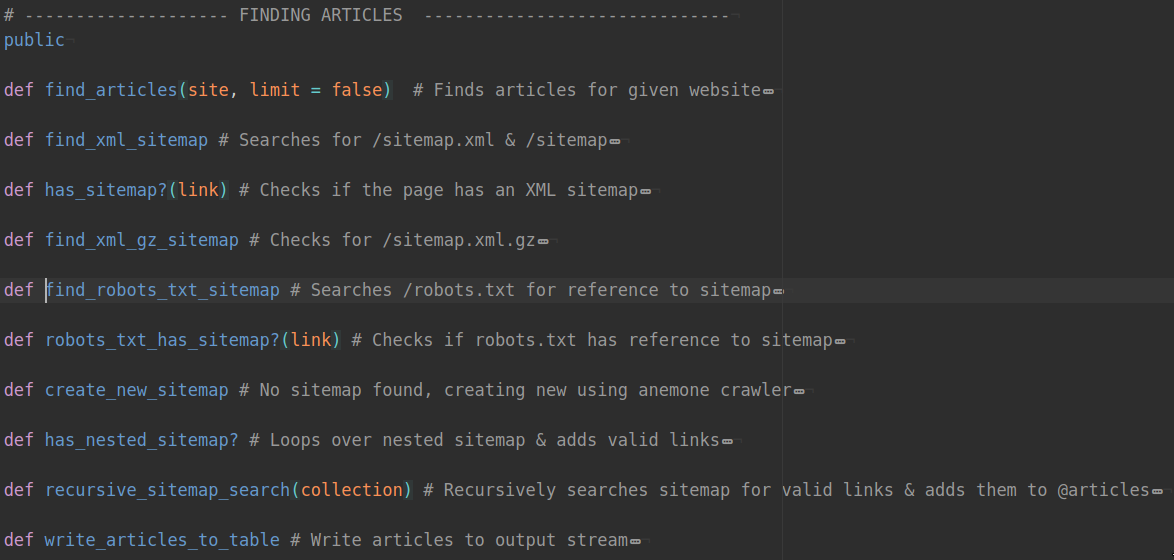 # -------------------- FINDING ARTICLES  ------------------------------
public
def find_articles(site, limit = false)  # Finds articles for given website
def find_xml_sitemap # Searches for /sitemap.xml & /sitemap
def has_sitemap?(link) # Checks if the page has an XML sitemap
def find_xml_gz_sitemap # Checks for /sitemap.xml.gz
def find_robots_txt_sitemap # Searches /robots.txt for reference to sitemap
def robots_txt_has_sitemap?(link) # Checks if robots.txt has reference to sitemap
def create_new_sitemap # No sitemap found, creating new using anemone crawler
def has_nested_sitemap? # Loops over nested sitemap & adds valid links
def recursive_sitemap_search(collection) # Recursively searches sitemap for valid links & adds them to @articles
def write_articles_to_table # Write articles to output stream